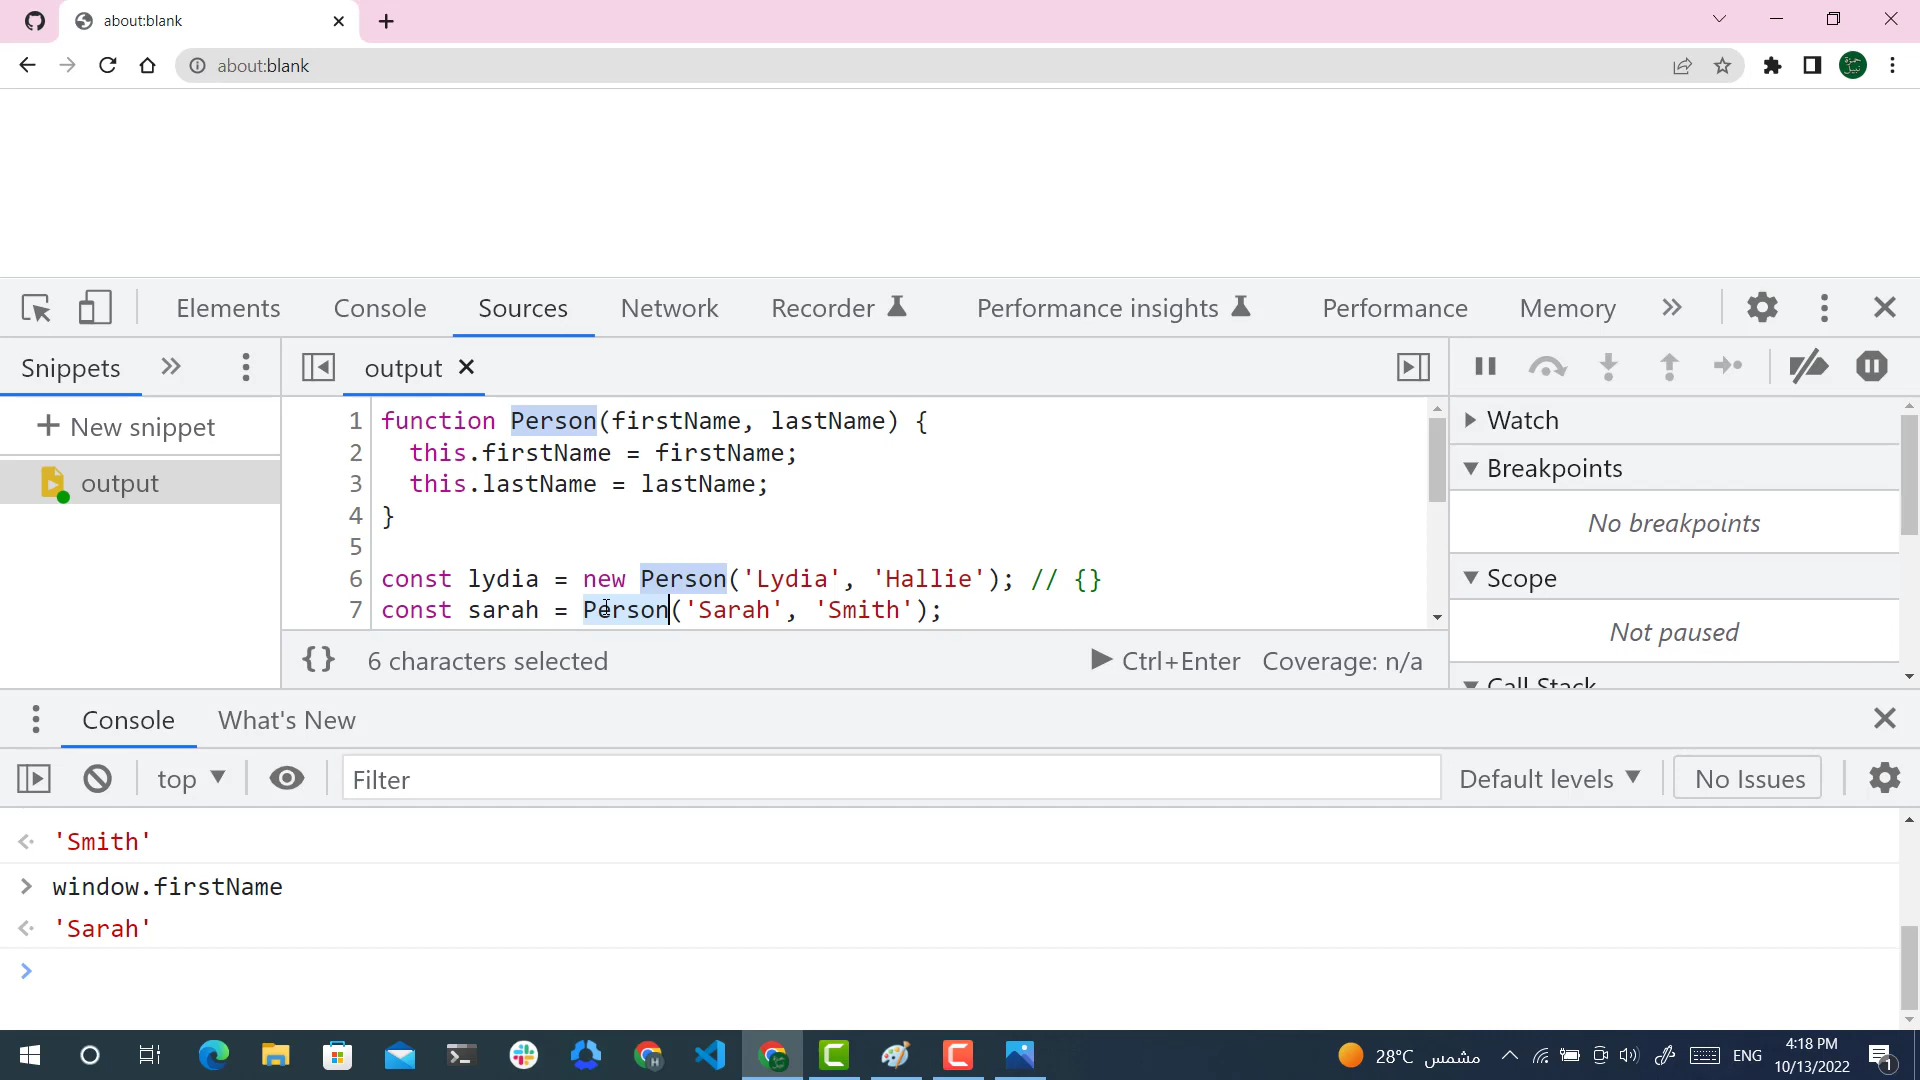 about:blank
about:blank
Elements Console Sources Network Recorder Performance insights Performance Memory
Snippets
output
New snippet
output
1 function Person(firstName, lastName) {
2 this.firstName = firstName;
3 this.lastName = lastName;
4 }
5
6 const lydia = new Person('Lydia', 'Hallie'); // {}
7 const sarah = Person('Sarah', 'Smith');
{} 6 characters selected Ctrl+Enter Coverage: n/a
Watch
Breakpoints
No breakpoints
Scope
Not paused
Call Stack
Console What's New
top Filter Default levels No Issues
'Smith'
> window.firstName
'Sarah'
>
28°C مشمس ENG
4:18 PM
10/13/2022
1